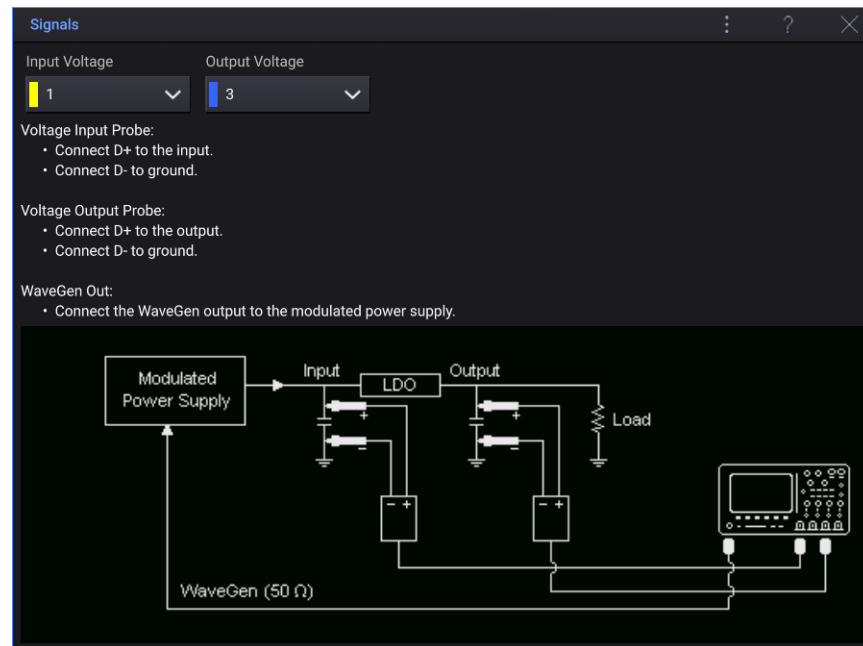 Signals
?
Input Voltage
Output Voltage
1
3
Voltage Input Probe:
• Connect D+ to the input.
• Connect D- to ground.
Voltage Output Probe:
• Connect D+ to the output.
• Connect D- to ground.
WaveGen Out:
• Connect the WaveGen output to the modulated power supply.
Modulated
Power Supply
Input
LDO
Output
+
-
+
-
Load
- +
- +
WaveGen (50 Ω)